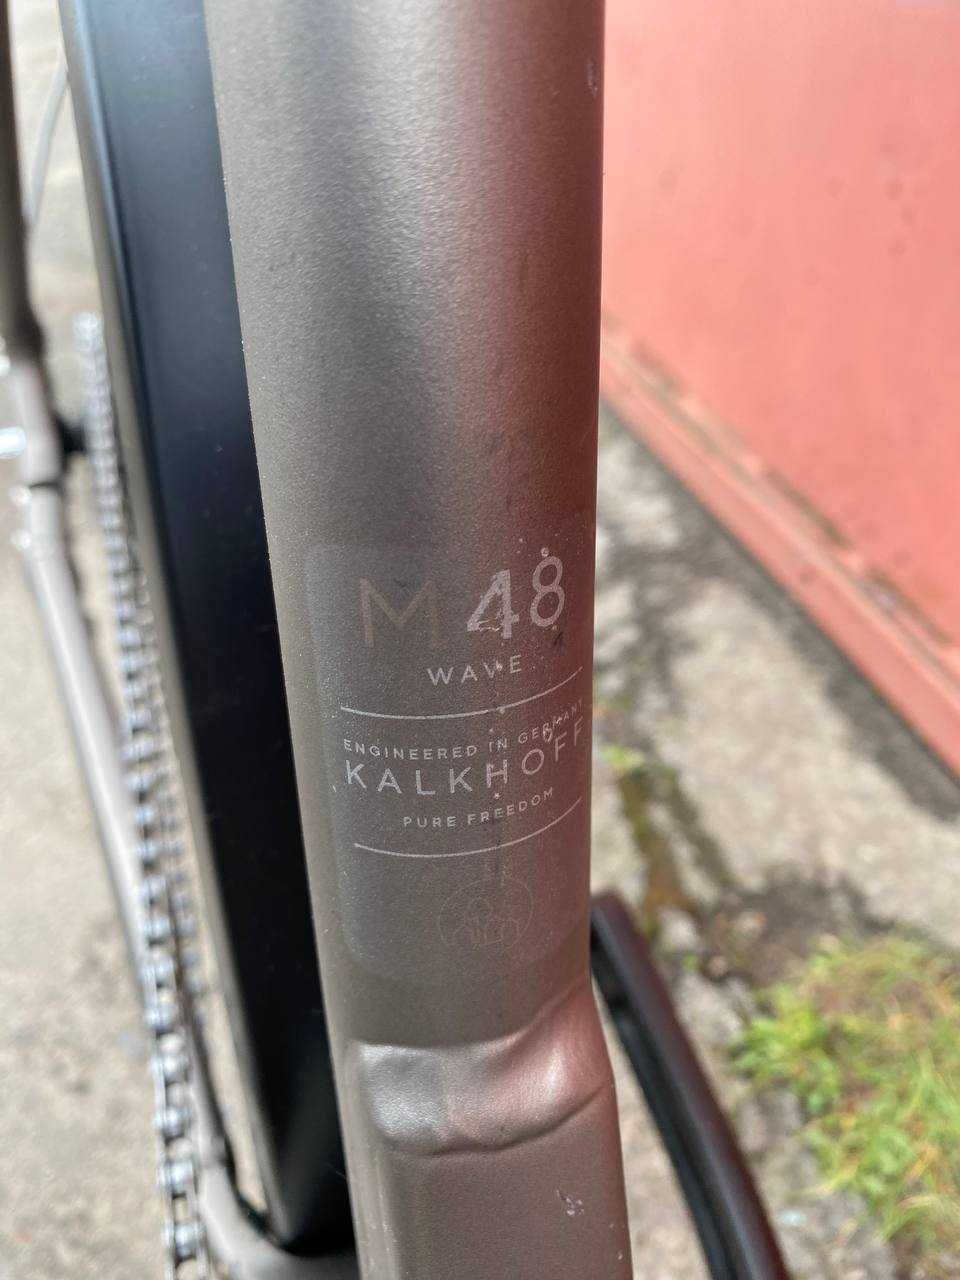 M 48
WAVE
ENGINEERED IN GERMANY
KALKHOFF
PURE FREEDOM